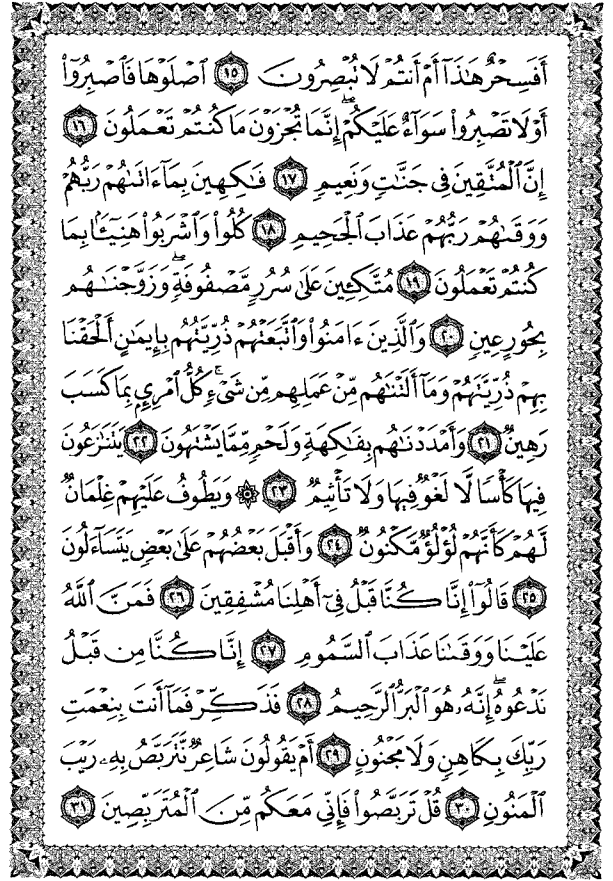 أَفَسِحْرٌ هَٰذَآ أَمْ أَنتُمْ لَا تُبْصِرُونَ ١٥ ٱصْلَوْهَا فَٱصْبِرُوٓا۟
أَوْ لَا تَصْبِرُوا۟ سَوَآءٌ عَلَيْكُمْ ۖ إِنَّمَا تُجْزَوْنَ مَا كُنتُمْ تَعْمَلُونَ ١٦
إِنَّ ٱلْمُتَّقِينَ فِى جَنَّٰتٍ وَنَعِيمٍ ١٧ فَٰكِهِينَ بِمَآ ءَاتَىٰهُمْ رَبُّهُمْ
وَوَقَىٰهُمْ رَبُّهُمْ عَذَابَ ٱلْجَحِيمِ ١٨ كُلُوا۟ وَٱشْرَبُوا۟ هَنِيٓـًٔۢا بِمَا
كُنتُمْ تَعْمَلُونَ ١٩ مُتَّكِـِٔينَ عَلَىٰ سُرُرٍ مَّصْفُوفَةٍ ۖ وَزَوَّجْنَٰهُم
بِحُورٍ عِينٍ ٢٠ وَٱلَّذِينَ ءَامَنُوا۟ وَٱتَّبَعَتْهُمْ ذُرِّيَّتُهُم بِإِيمَٰنٍ أَلْحَقْنَا
بِهِمْ ذُرِّيَّتَهُمْ وَمَآ أَلَتْنَٰهُم مِّنْ عَمَلِهِم مِّن شَىْءٍ ۚ كُلُّ ٱمْرِئٍۭ بِمَا كَسَبَ
رَهِينٌ ٢١ وَأَمْدَدْنَٰهُم بِفَٰكِهَةٍ وَلَحْمٍ مِّمَّا يَشْتَهُونَ ٢٢ يَتَنَٰزَعُونَ
فِيهَا كَأْسًا لَّا لَغْوٌ فِيهَا وَلَا تَأْثِيمٌ ٢٣ ۞ وَيَطُوفُ عَلَيْهِمْ غِلْمَانٌ
لَّهُمْ كَأَنَّهُمْ لُؤْلُؤٌ مَّكْنُونٌ ٢٤ وَأَقْبَلَ بَعْضُهُمْ عَلَىٰ بَعْضٍ يَتَسَآءَلُونَ
٢٥ قَالُوٓا۟ إِنَّا كُنَّا قَبْلُ فِىٓ أَهْلِنَا مُشْفِقِينَ ٢٦ فَمَنَّ ٱللَّهُ
عَلَيْنَا وَوَقَىٰنَا عَذَابَ ٱلسَّمُومِ ٢٧ إِنَّا كُنَّا مِن قَبْلُ
نَدْعُوهُ ۖ إِنَّهُۥ هُوَ ٱلْبَرُّ ٱلرَّحِيمُ ٢٨ فَذَكِّرْ فَمَآ أَنتَ بِنِعْمَتِ
رَبِّكَ بِكَاهِنٍ وَلَا مَجْنُونٍ ٢٩ أَمْ يَقُولُونَ شَاعِرٌ نَّتَرَبَّصُ بِهِۦ رَيْبَ
ٱلْمَنُونِ ٣٠ قُلْ تَرَبَّصُوا۟ فَإِنِّى مَعَكُم مِّنَ ٱلْمُتَرَبِّصِينَ ٣١